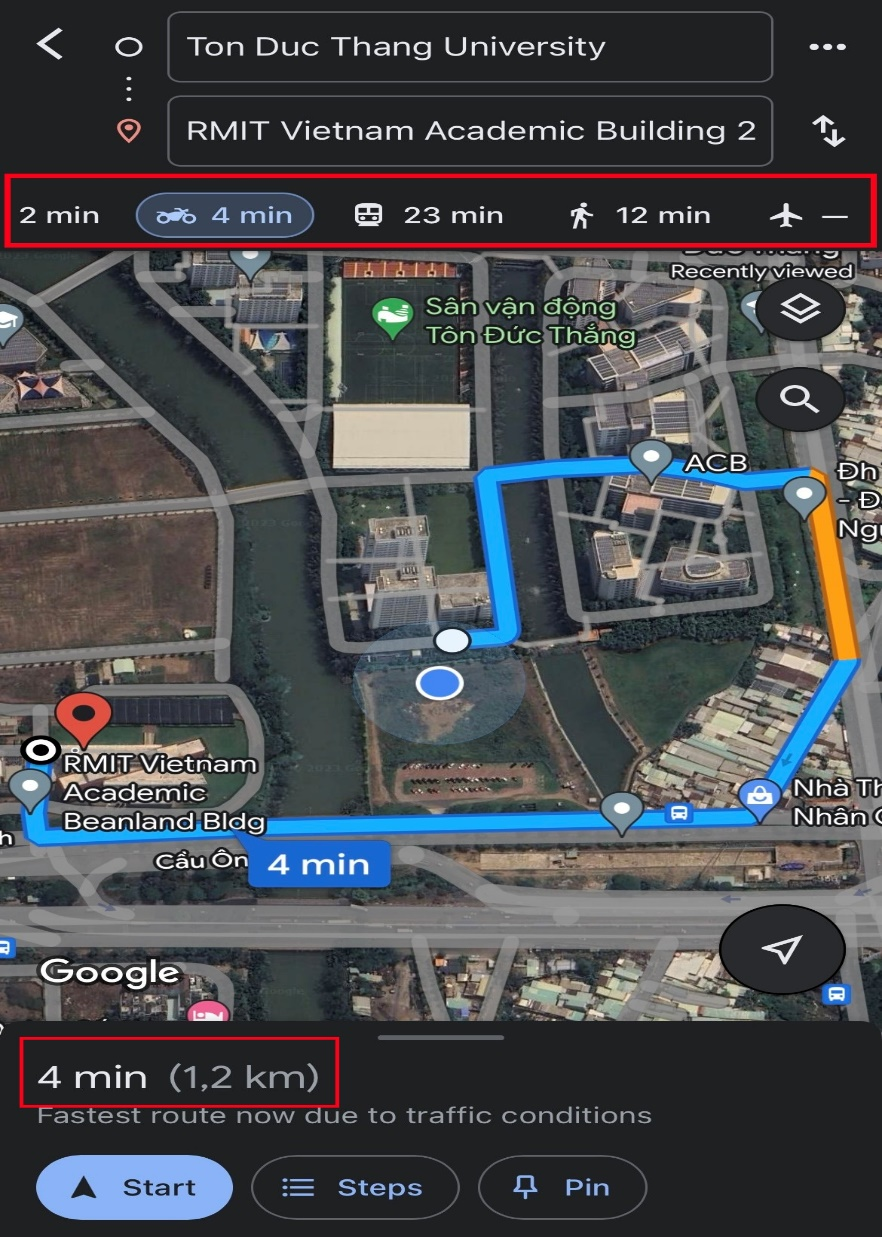 Ton Duc Thang University
RMIT Vietnam Academic Building 2
2 min
4 min
23 min
12 min
—
Recently viewed
Sân vận động
Tôn Đức Thắng
ACB
Đh
- Đ
Ngu
RMIT Vietnam
Academic
Beanland Bldg
Nhà Th
Nhân
h
Cầu Ôn
4 min
Google
4 min (1,2 km)
Fastest route now due to traffic conditions
Start
Steps
Pin